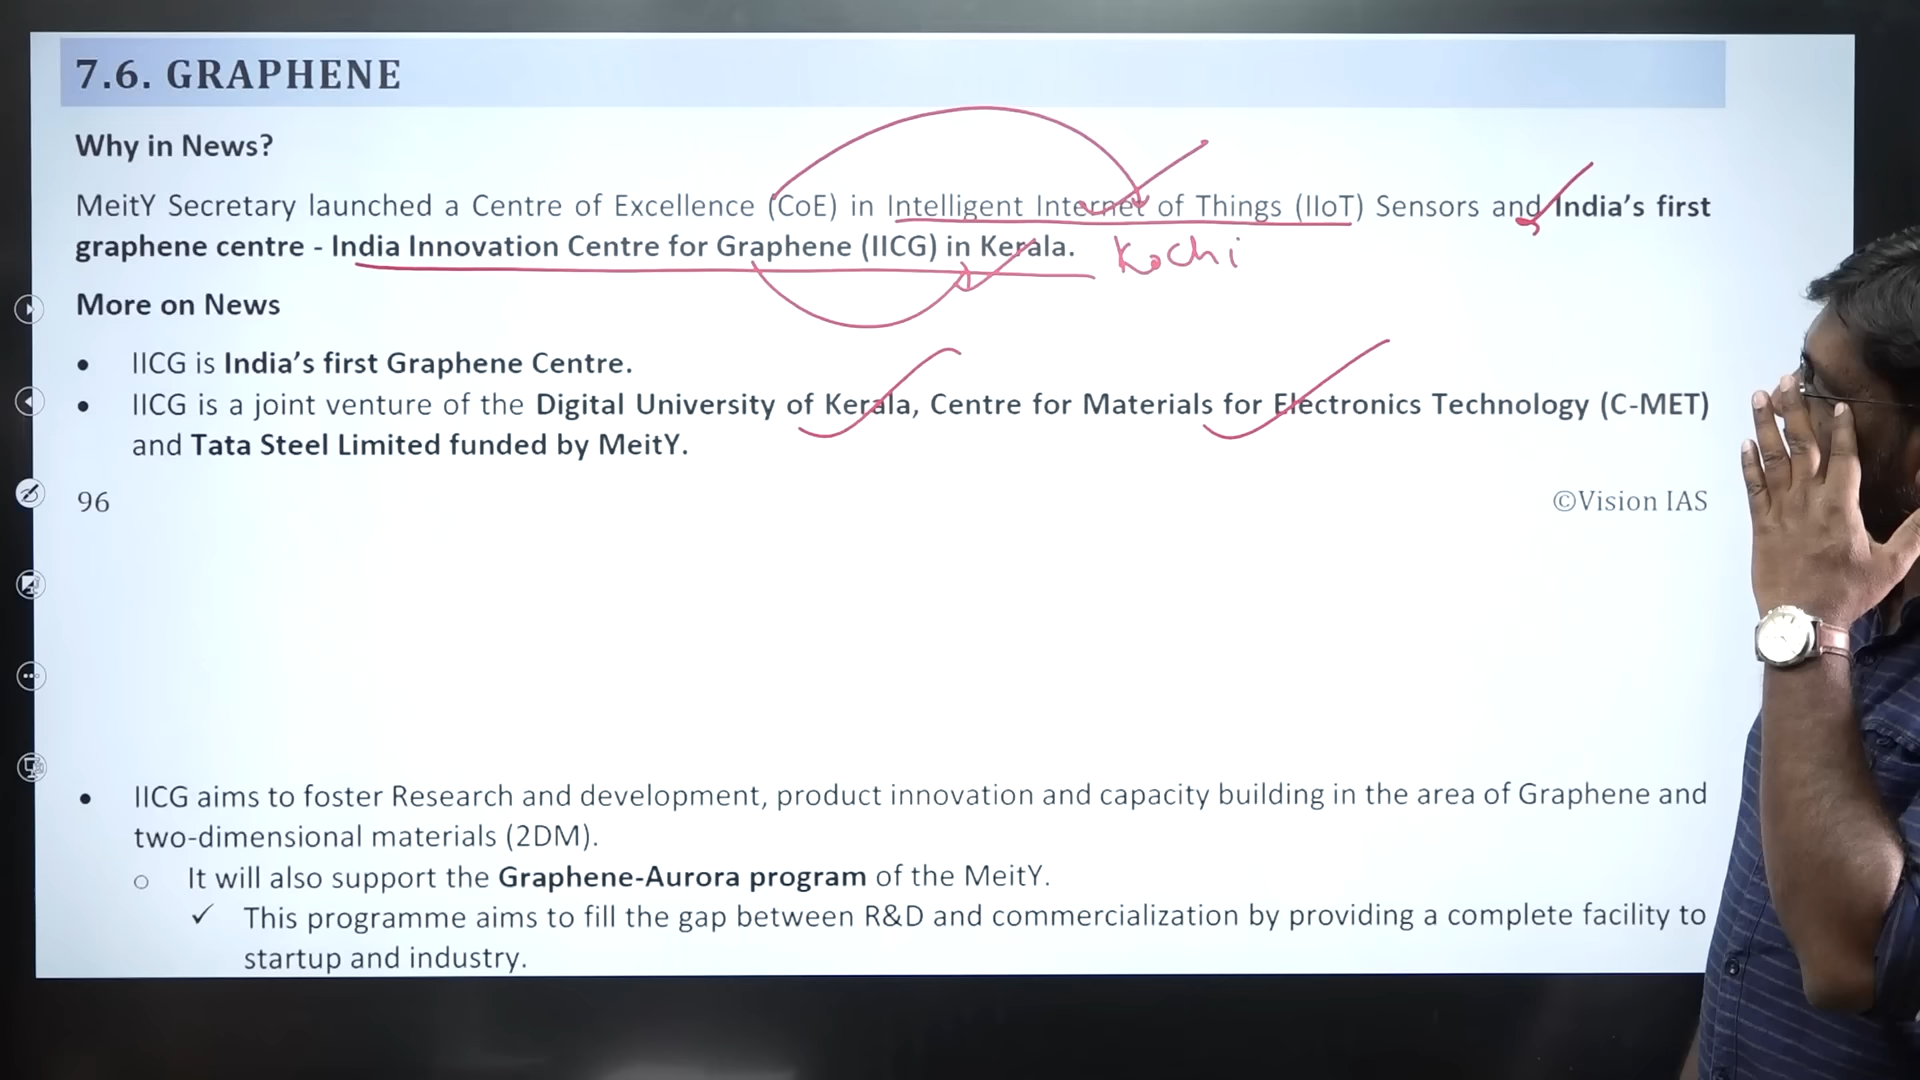 7.6. GRAPHENE
Why in News?
MeitY Secretary launched a Centre of Excellence (CoE) in Intelligent Internet of Things (IIoT) Sensors and India's first
graphene centre - India Innovation Centre for Graphene (IICG) in Kerala. Kochi
More on News
• IICG is India's first Graphene Centre.
• IICG is a joint venture of the Digital University of Kerala, Centre for Materials for Electronics Technology (C-MET)
and Tata Steel Limited funded by MeitY.
96 ©Vision IAS
• IICG aims to foster Research and development, product innovation and capacity building in the area of Graphene and
two-dimensional materials (2DM).
o It will also support the Graphene-Aurora program of the MeitY.
✓ This programme aims to fill the gap between R&D and commercialization by providing a complete facility to
startup and industry.